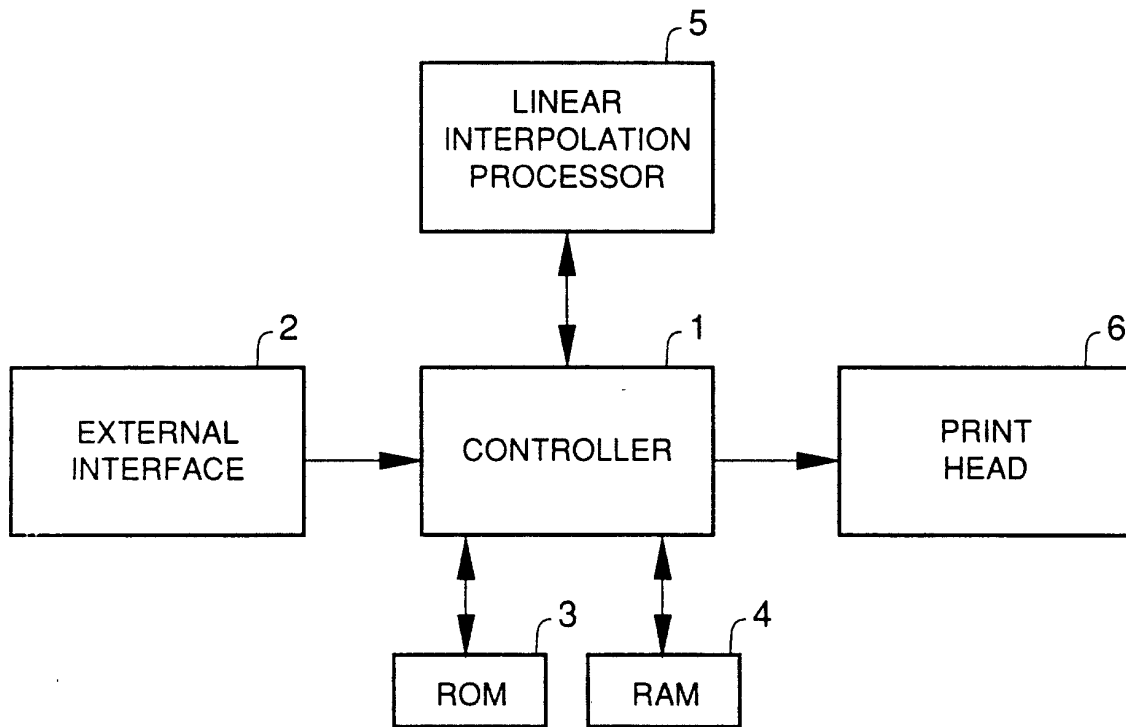 5
LINEAR
INTERPOLATION
PROCESSOR
2
1
6
EXTERNAL
INTERFACE
CONTROLLER
PRINT
HEAD
3
4
ROM
RAM